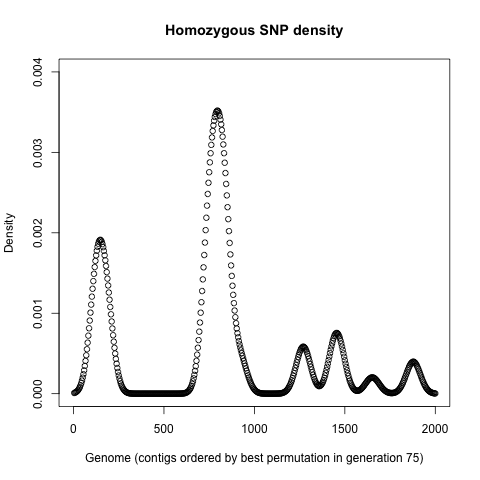 Homozygous SNP density
Density
0.004
0.003
0.002
0.001
0.000
0 500 1000 1500 2000
Genome (contigs ordered by best permutation in generation 75)